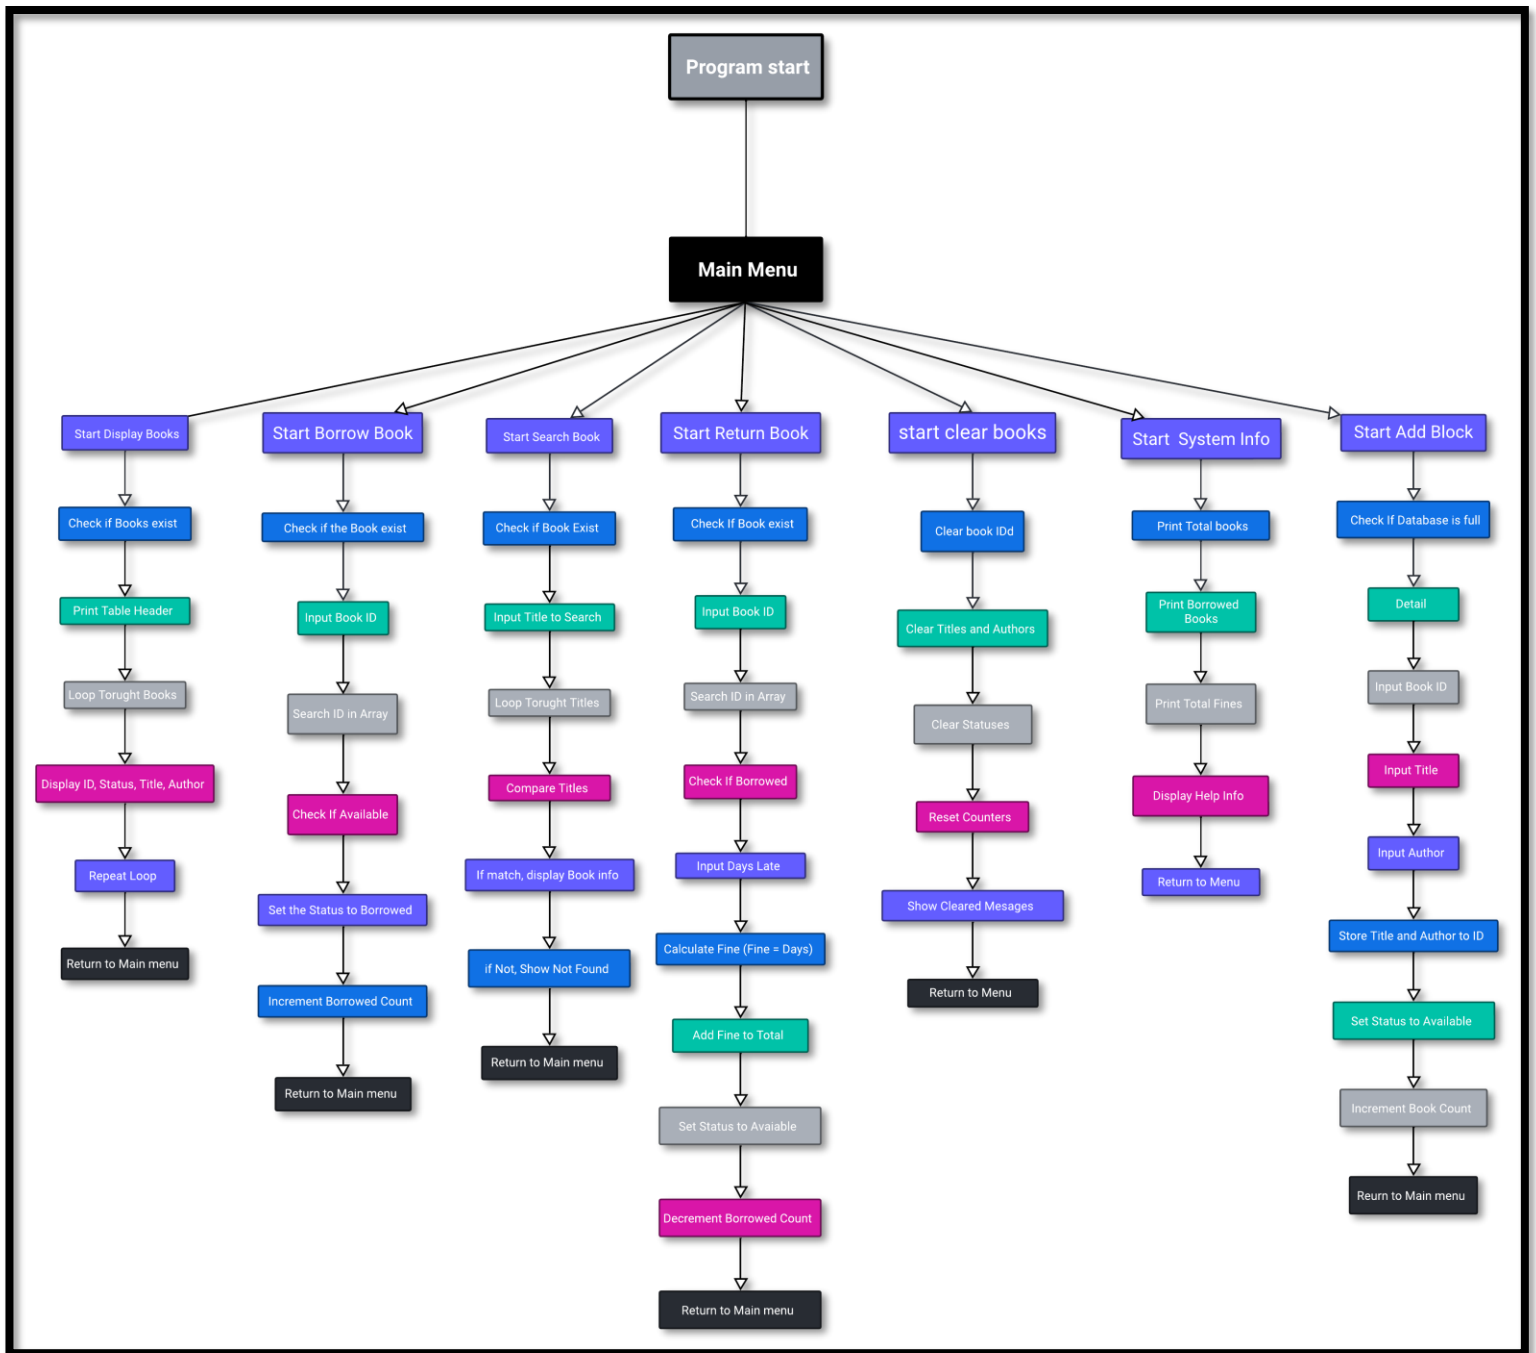 Program start
Main Menu
Start Display Books
Check if Books exist
Print Table Header
Loop Torught Books
Display ID, Status, Title, Author
Repeat Loop
Return to Main menu
Start Borrow Book
Check if the Book exist
Input Book ID
Search ID in Array
Check If Available
Set the Status to Borrowed
Increment Borrowed Count
Return to Main menu
Start Search Book
Check if Book Exist
Input Title to Search
Loop Torught Titles
Compare Titles
If match, display Book info
if Not, Show Not Found
Return to Main menu
Start Return Book
Check If Book exist
Input Book ID
Search ID in Array
Check If Borrowed
Input Days Late
Calculate Fine (Fine = Days)
Add Fine to Total
Set Status to Avaiable
Decrement Borrowed Count
Return to Main menu
start clear books
Clear book IDd
Clear Titles and Authors
Clear Statuses
Reset Counters
Show Cleared Mesages
Return to Menu
Start System Info
Print Total books
Print Borrowed
Books
Print Total Fines
Display Help Info
Return to Menu
Start Add Block
Check If Database is full
Detail
Input Book ID
Input Title
Input Author
Store Title and Author to ID
Set Status to Available
Increment Book Count
Reurn to Main menu